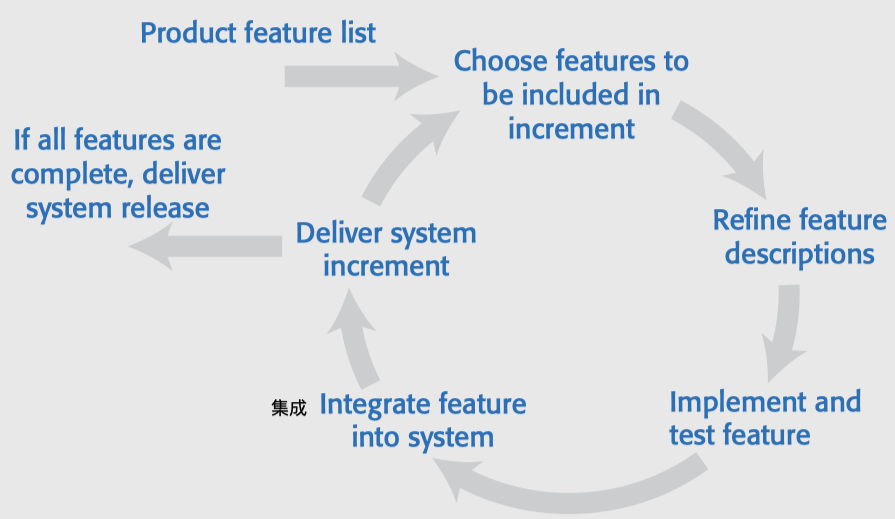 Product feature list
Choose features to
be included in
increment
If all features are
complete, deliver
system release
Refine feature
descriptions
Deliver system
increment
集成 Integrate feature
into system
Implement and
test feature